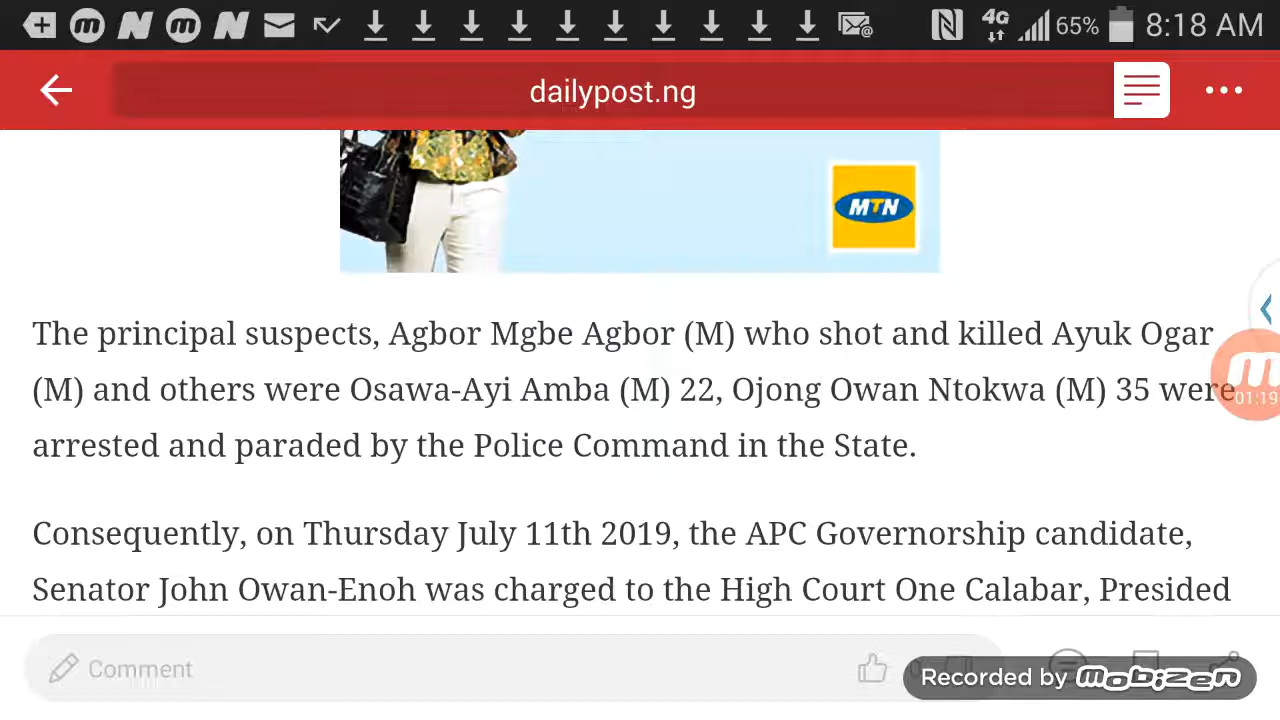 4G 65% 8:18 AM
dailypost.ng
MTN
The principal suspects, Agbor Mgbe Agbor (M) who shot and killed Ayuk Ogar
(M) and others were Osawa-Ayi Amba (M) 22, Ojong Owan Ntokwa (M) 35 were
01:19
arrested and paraded by the Police Command in the State.
Consequently, on Thursday July 11th 2019, the APC Governorship candidate,
Senator John Owan-Enoh was charged to the High Court One Calabar, Presided
Comment
Recorded by mobizen